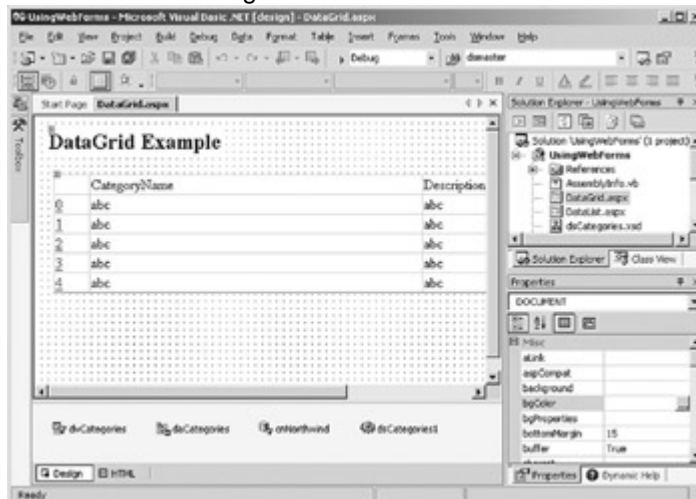 UsingWebForms - Microsoft Visual Basic .NET [design] - DataGrid.aspx
File Edit View Project Build Debug Data Format Table Insert Frames Tools Window Help
Debug
damaster
Start Page DataGrid.aspx
DataGrid Example
CategoryName Description
0 abc abc
1 abc abc
2 abc abc
3 abc abc
4 abc abc
dvCategories daCategories cnNorthwind dsCategories1
Design HTML
Ready
Toolbox
Solution Explorer - UsingWebForms
Solution 'UsingWebForms' (1 project)
UsingWebForms
References
AssemblyInfo.vb
DataGrid.aspx
DataList.aspx
dsCategories.xsd
Solution Explorer Class View
Properties
DOCUMENT
Misc
aLink
aspCompat
background
bgColor
bgProperties
bottomMargin 15
buffer True
Properties Dynamic Help